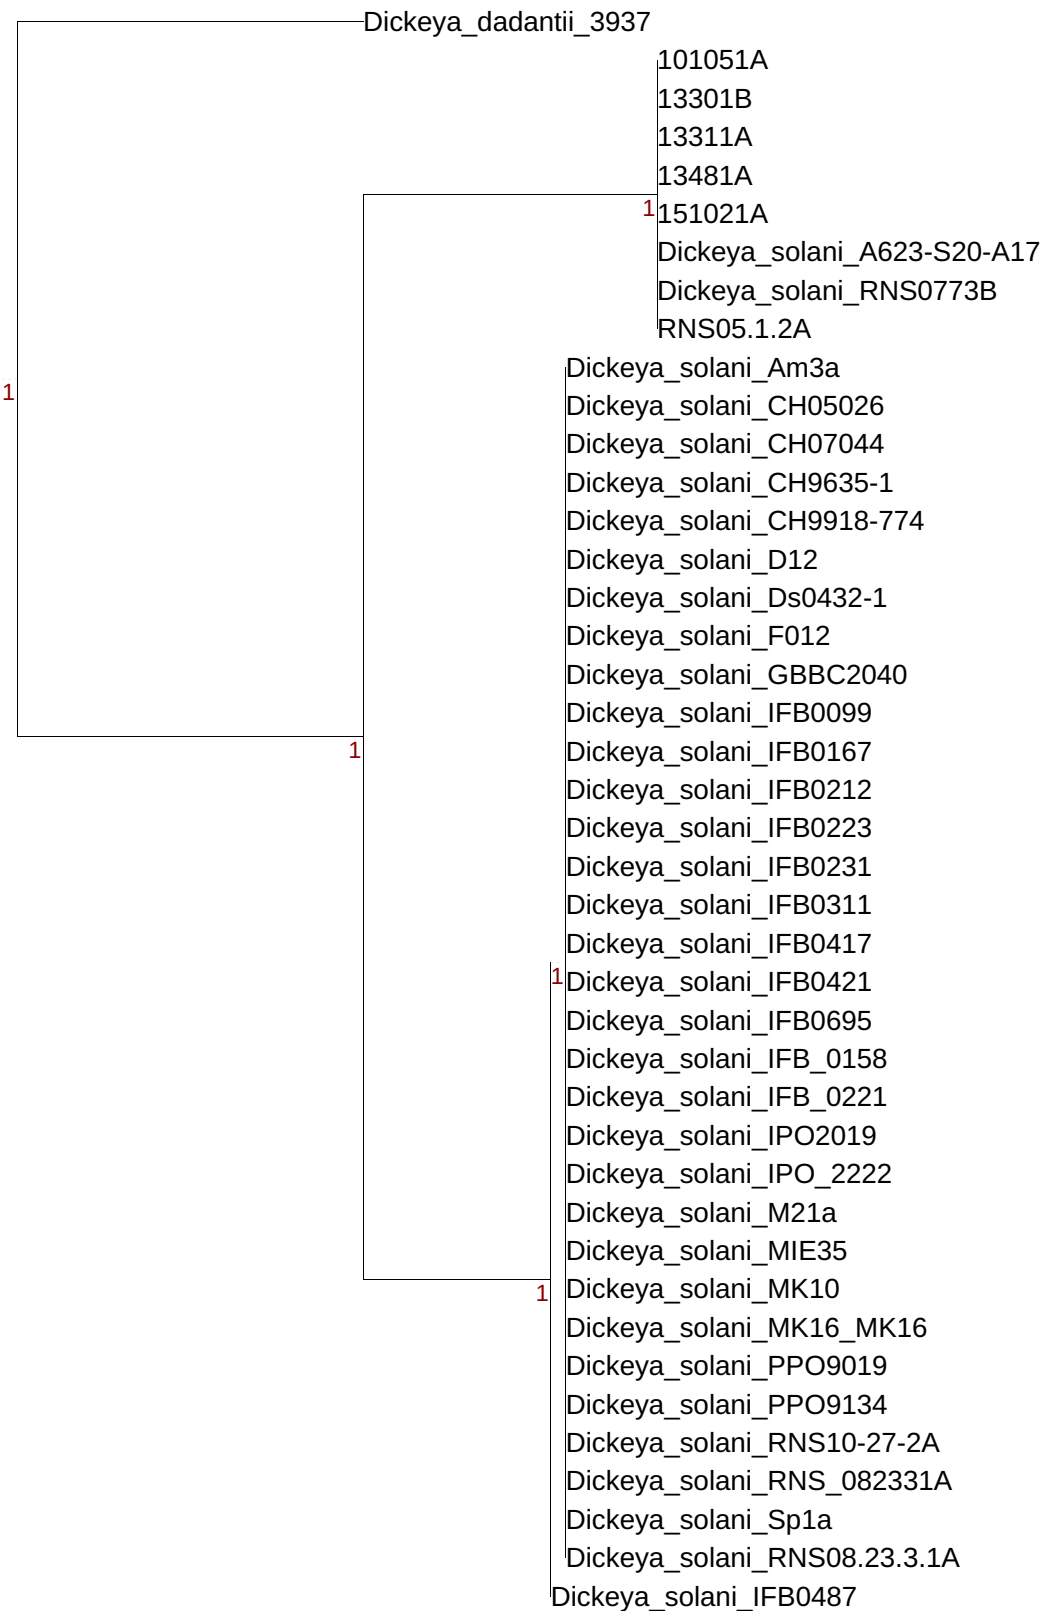 Dickeya_dadantii_3937
101051A
13301B
13311A
13481A
1
151021A
Dickeya_solani_A623-S20-A17
Dickeya_solani_RNS0773B
RNS05.1.2A
Dickeya_solani_Am3a
1
Dickeya_solani_CH05026
Dickeya_solani_CH07044
Dickeya_solani_CH9635-1
Dickeya_solani_CH9918-774
Dickeya_solani_D12
Dickeya_solani_Ds0432-1
Dickeya_solani_F012
Dickeya_solani_GBBC2040
Dickeya_solani_IFB0099
1
Dickeya_solani_IFB0167
Dickeya_solani_IFB0212
Dickeya_solani_IFB0223
Dickeya_solani_IFB0231
Dickeya_solani_IFB0311
Dickeya_solani_IFB0417
1
Dickeya_solani_IFB0421
Dickeya_solani_IFB0695
Dickeya_solani_IFB_0158
Dickeya_solani_IFB_0221
Dickeya_solani_IPO2019
Dickeya_solani_IPO_2222
Dickeya_solani_M21a
Dickeya_solani_MIE35
Dickeya_solani_MK10
1
Dickeya_solani_MK16_MK16
Dickeya_solani_PPO9019
Dickeya_solani_PPO9134
Dickeya_solani_RNS10-27-2A
Dickeya_solani_RNS_082331A
Dickeya_solani_Sp1a
Dickeya_solani_RNS08.23.3.1A
Dickeya_solani_IFB0487